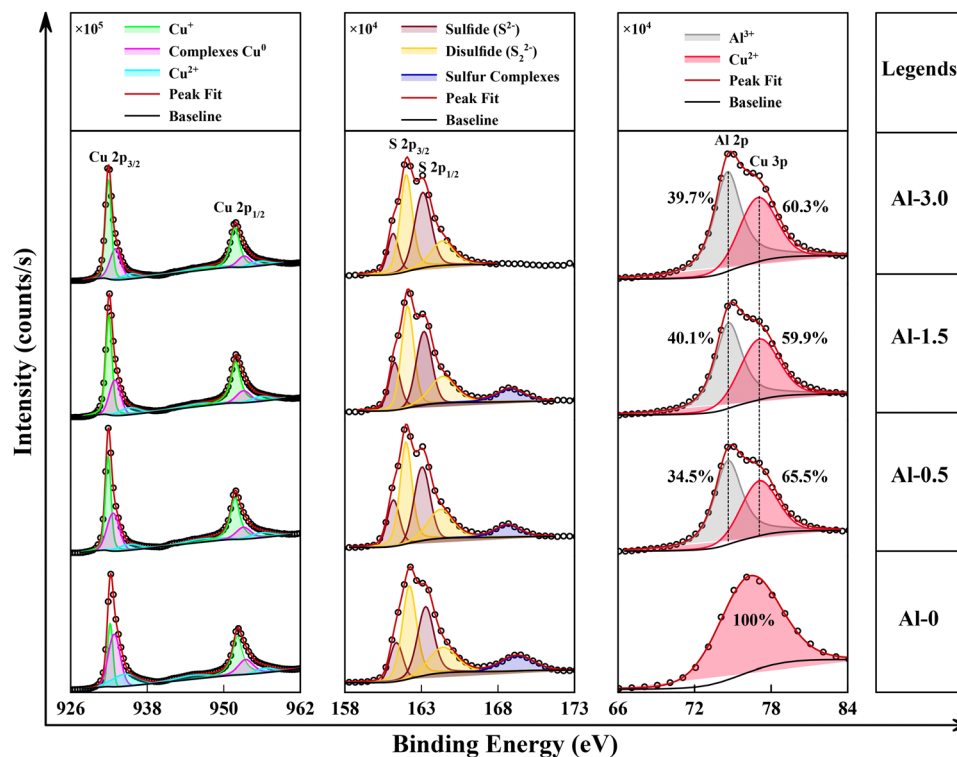 ×10⁵
Cu⁺
Complexes Cu⁰
Cu²⁺
Peak Fit
Baseline
×10⁴
Sulfide (S²⁻)
Disulfide (S₂²⁻)
Sulfur Complexes
Peak Fit
Baseline
×10⁴
Al³⁺
Cu²⁺
Peak Fit
Baseline
Legends
Cu 2p₃/₂
Cu 2p₁/₂
S 2p₃/₂
S 2p₁/₂
Al 2p
Cu 3p
39.7%
60.3%
Al-3.0
40.1%
59.9%
Al-1.5
34.5%
65.5%
Al-0.5
100%
Al-0
926 938 950 962
158 163 168 173
66 72 78 84
Intensity (counts/s)
Binding Energy (eV)